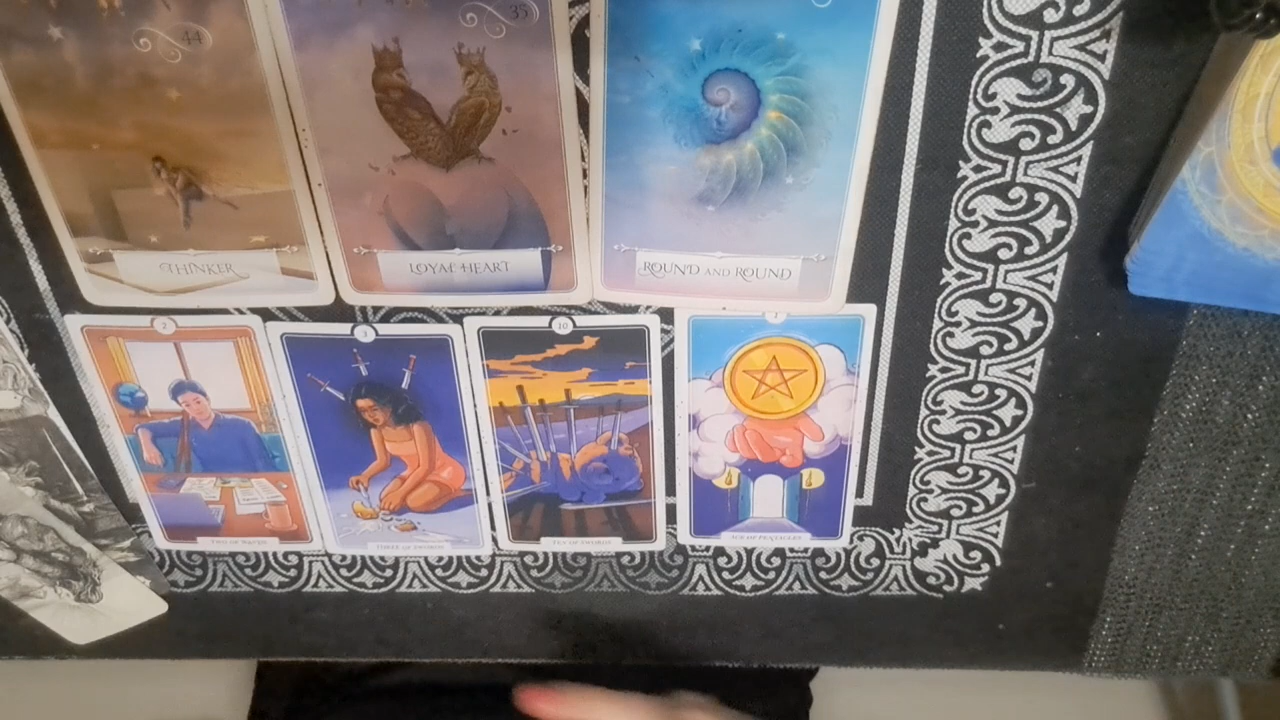 44
35
THINKER
LOYAL HEART
ROUND AND ROUND
2
3
10
1
TWO OF WANDS
THREE OF SWORDS
TEN OF SWORDS
ACE OF PENTACLES